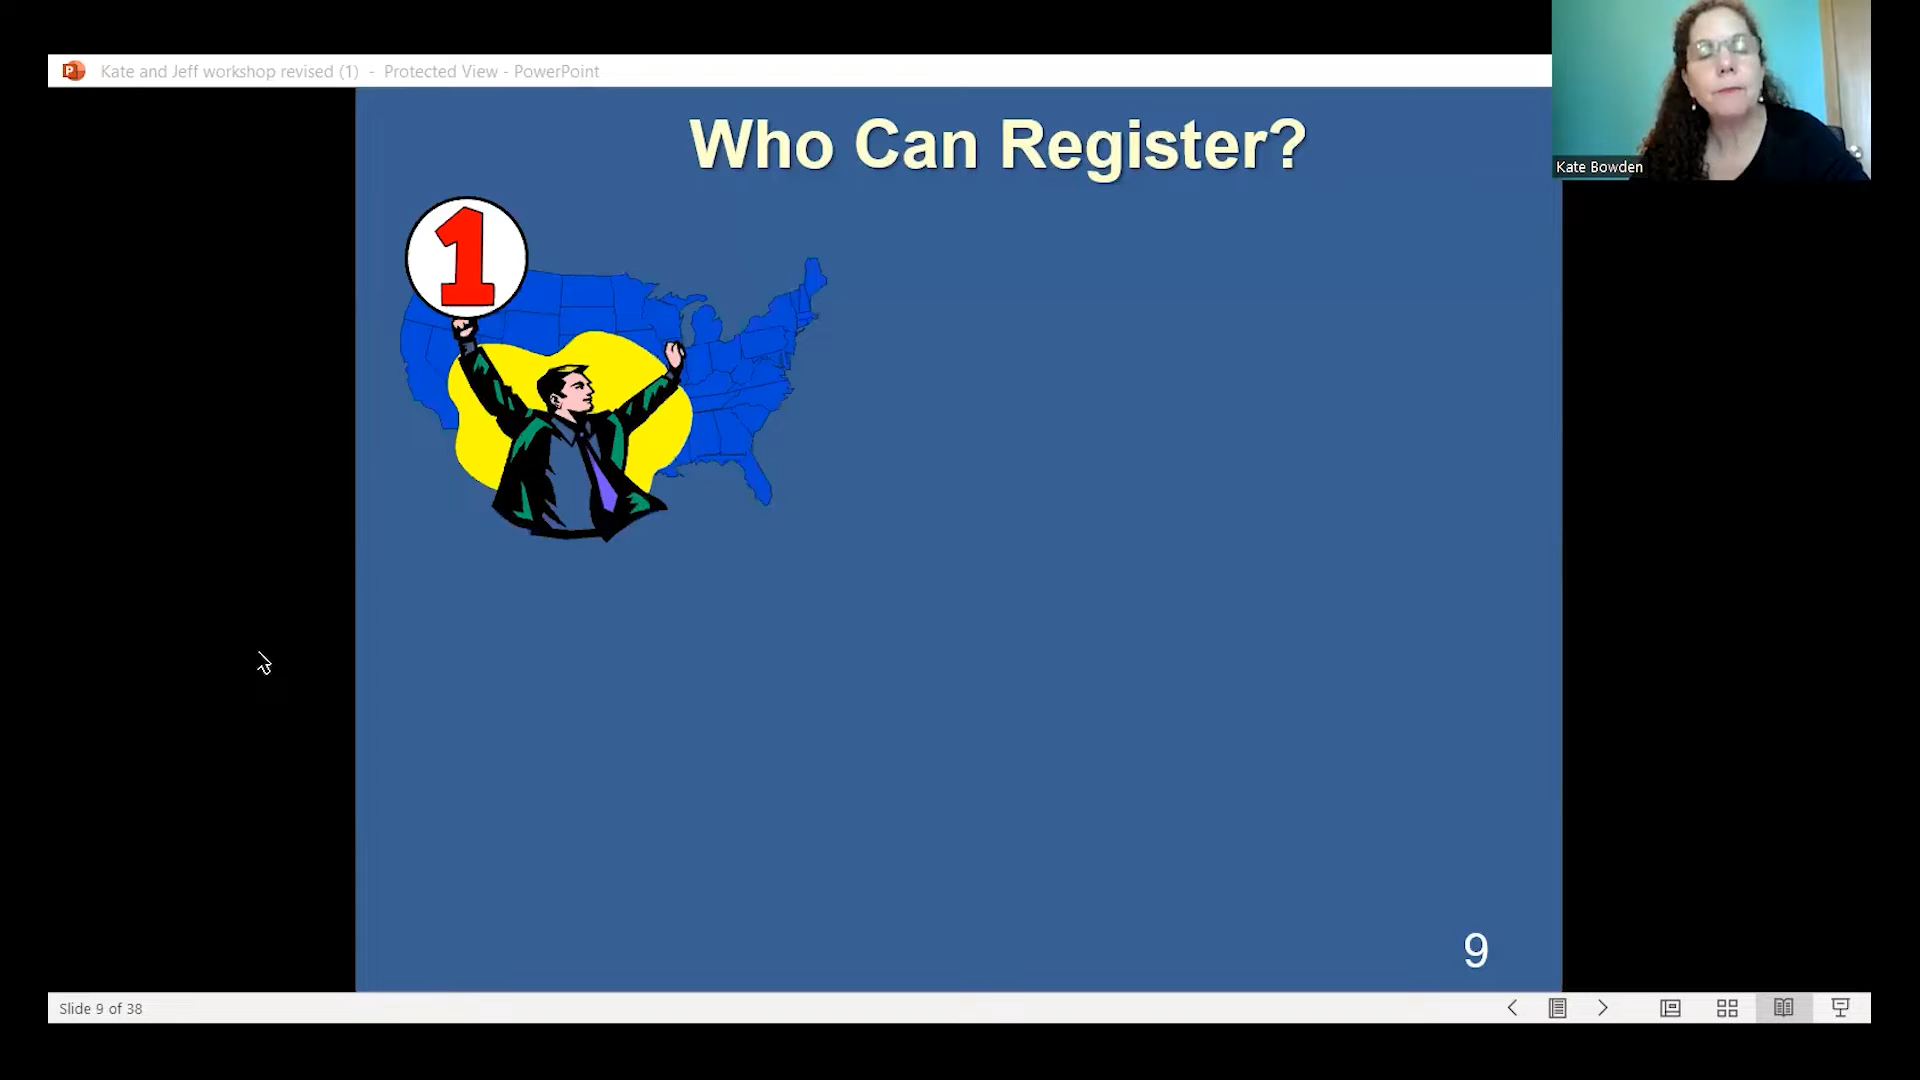 Kate and Jeff workshop revised (1) - Protected View - PowerPoint
Who Can Register?
Kate Bowden
1
9
Slide 9 of 38